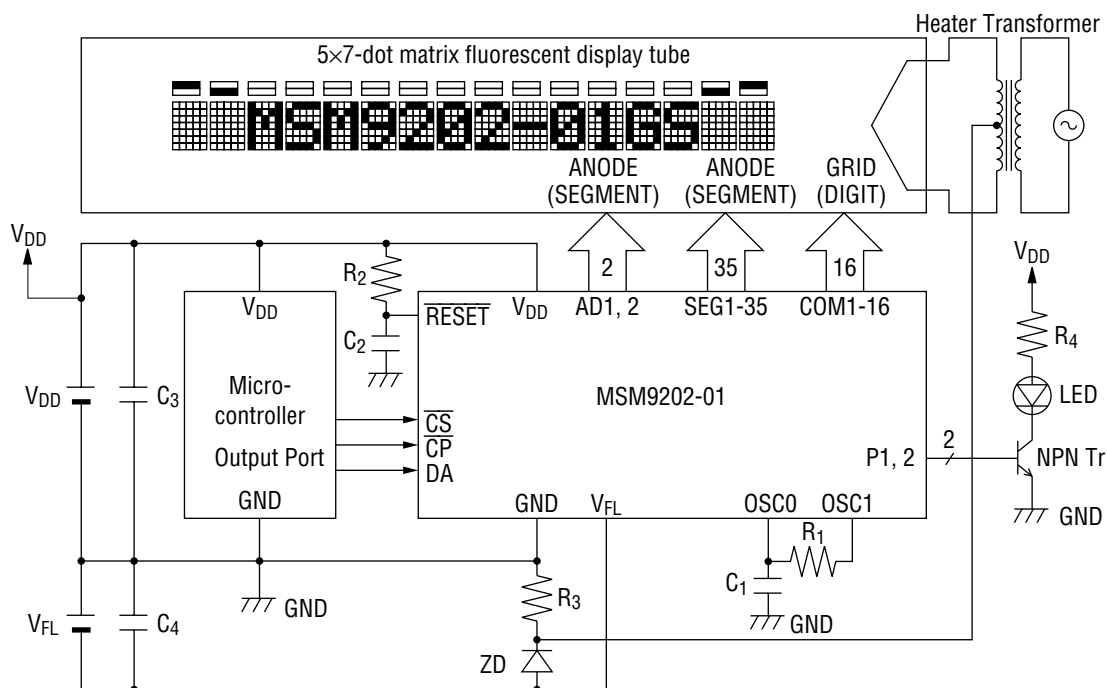 Heater Transformer
5×7-dot matrix fluorescent display tube
MSM9202-01GS
ANODE
(SEGMENT)
ANODE
(SEGMENT)
GRID
(DIGIT)
2
35
16
VDD
VDD
R2
RESET
VDD
AD1, 2
SEG1-35
COM1-16
VDD
R4
LED
C2
VDD
C3
Micro-
controller
Output Port
GND
CS
CP
DA
MSM9202-01
P1, 2
2
NPN Tr
GND
GND
VFL
OSC0
OSC1
R1
C1
GND
GND
R3
VFL
C4
ZD